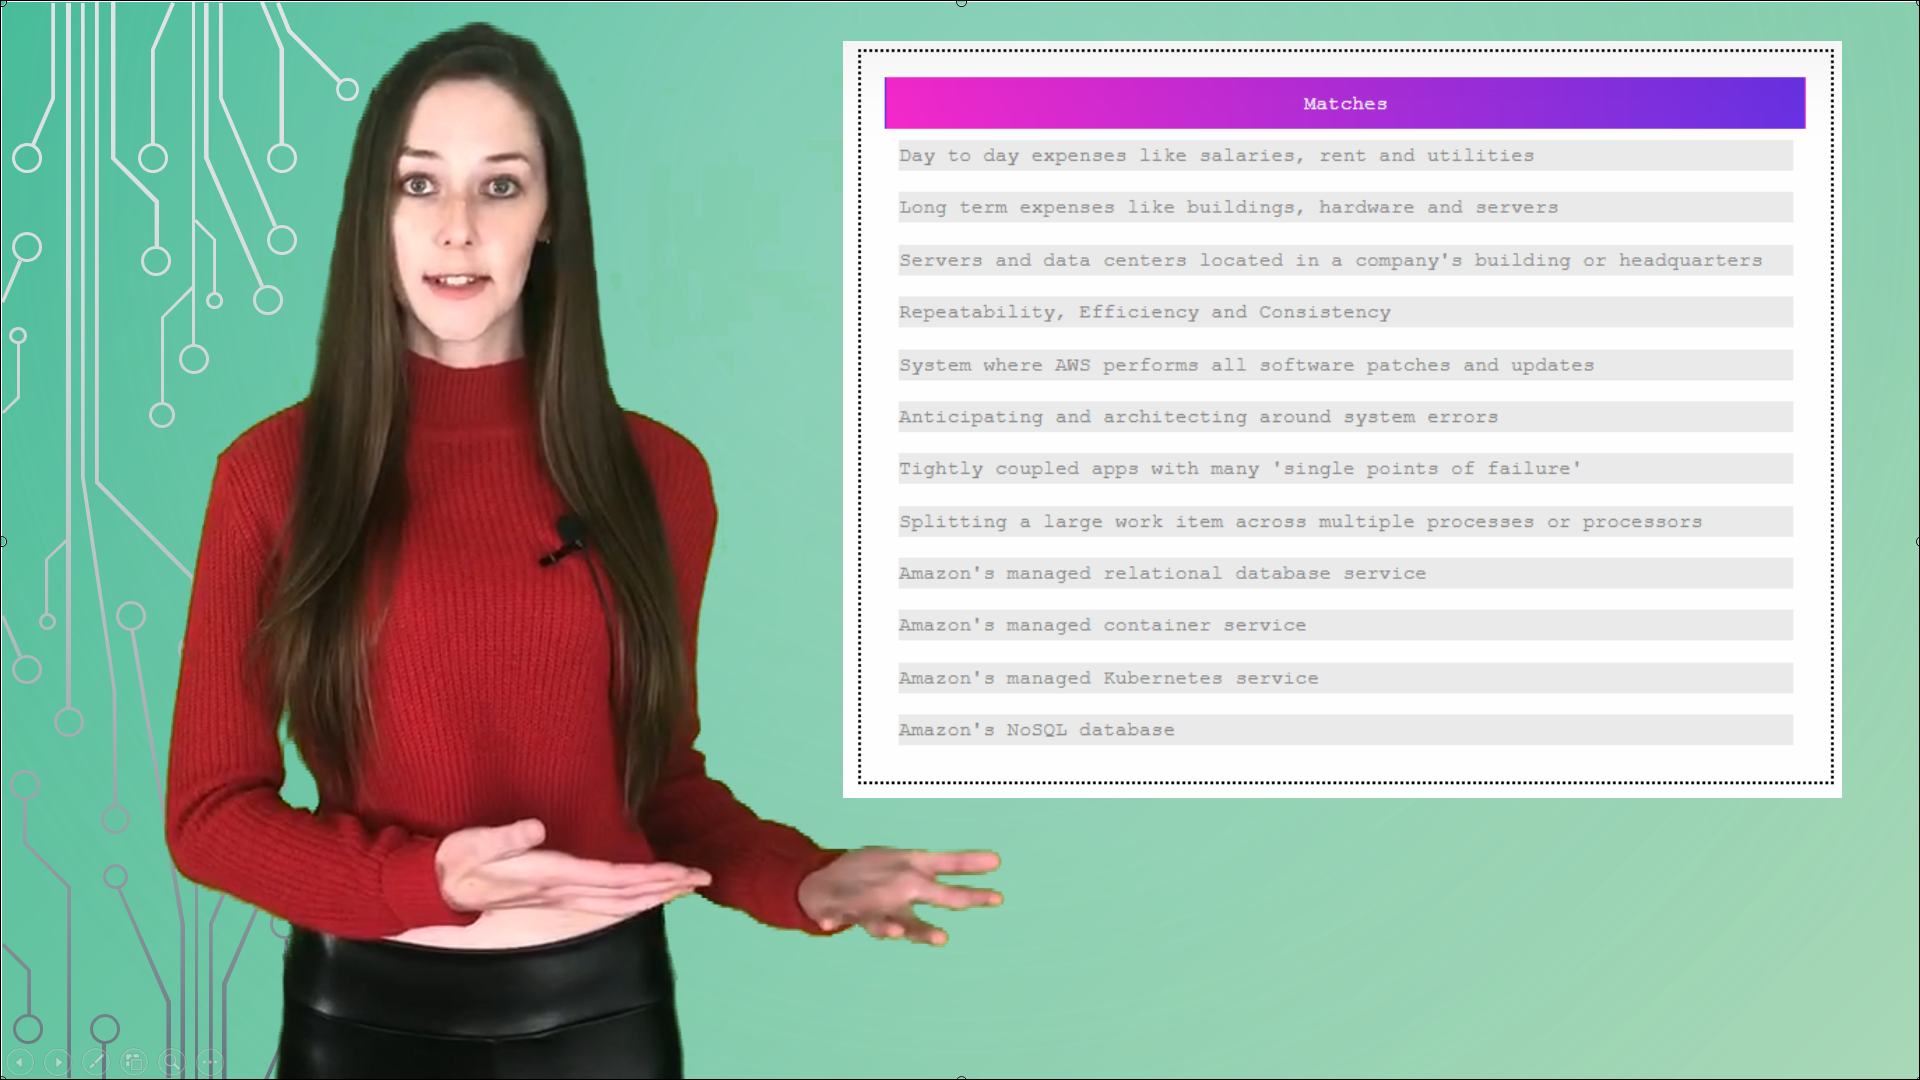 Matches
Day to day expenses like salaries, rent and utilities
Long term expenses like buildings, hardware and servers
Servers and data centers located in a company's building or headquarters
Repeatability, Efficiency and Consistency
System where AWS performs all software patches and updates
Anticipating and architecting around system errors
Tightly coupled apps with many 'single points of failure'
Splitting a large work item across multiple processes or processors
Amazon's managed relational database service
Amazon's managed container service
Amazon's managed Kubernetes service
Amazon's NoSQL database